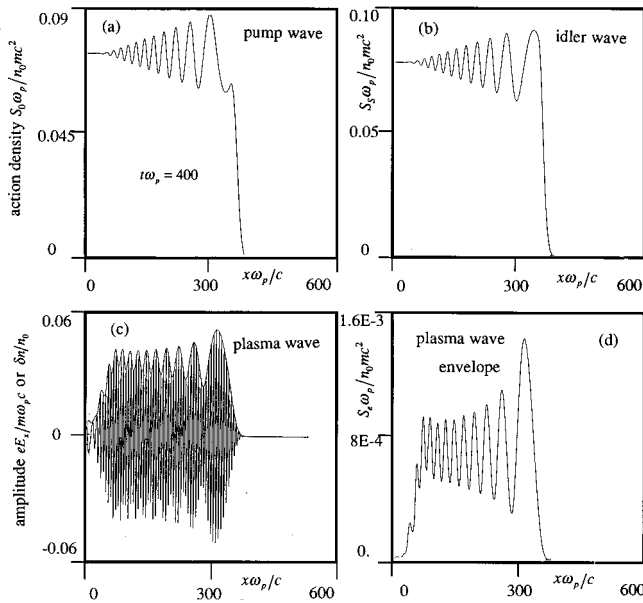 0.09
(a)
pump wave
action density S₀ωₚ/n₀mc²
0.045
tωₚ = 400
0
xωₚ/c
0
300
600
0.10
(b)
idler wave
Sₛωₚ/n₀mc²
0.05
0
xωₚ/c
0
300
600
0.06
(c)
plasma wave
amplitude eEₓ/mωₚc or δn/n₀
0
-0.06
xωₚ/c
0
300
600
1.6E-3
plasma wave
(d)
envelope
Sₑωₚ/n₀mc²
8E-4
0.
xωₚ/c
0
300
600